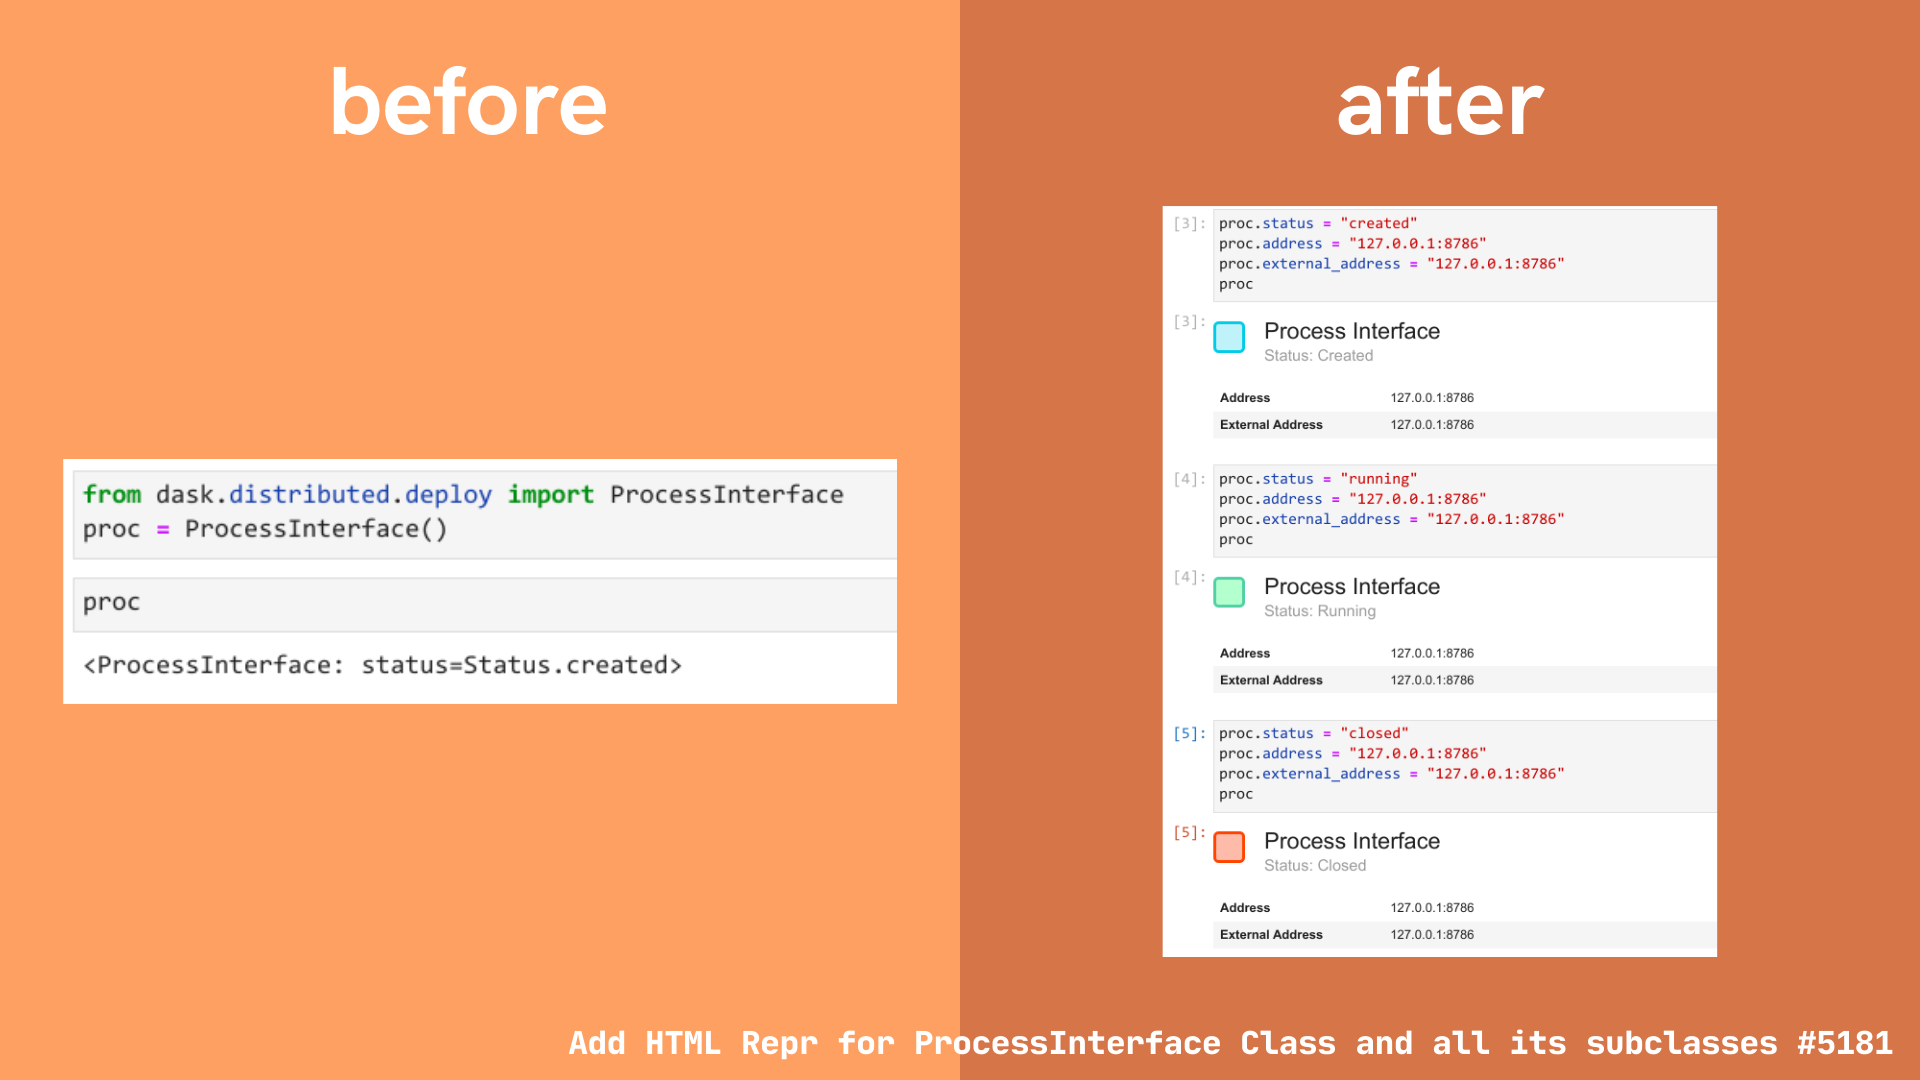 before
from dask.distributed.deploy import ProcessInterface
proc = ProcessInterface()
proc
<ProcessInterface: status=Status.created>
after
[3]: proc.status = "created"
proc.address = "127.0.0.1:8786"
proc.external_address = "127.0.0.1:8786"
proc
[3]: Process Interface
Status: Created
Address 127.0.0.1:8786
External Address 127.0.0.1:8786
[4]: proc.status = "running"
proc.address = "127.0.0.1:8786"
proc.external_address = "127.0.0.1:8786"
proc
[4]: Process Interface
Status: Running
Address 127.0.0.1:8786
External Address 127.0.0.1:8786
[5]: proc.status = "closed"
proc.address = "127.0.0.1:8786"
proc.external_address = "127.0.0.1:8786"
proc
[5]: Process Interface
Status: Closed
Address 127.0.0.1:8786
External Address 127.0.0.1:8786
Add HTML Repr for ProcessInterface Class and all its subclasses #5181